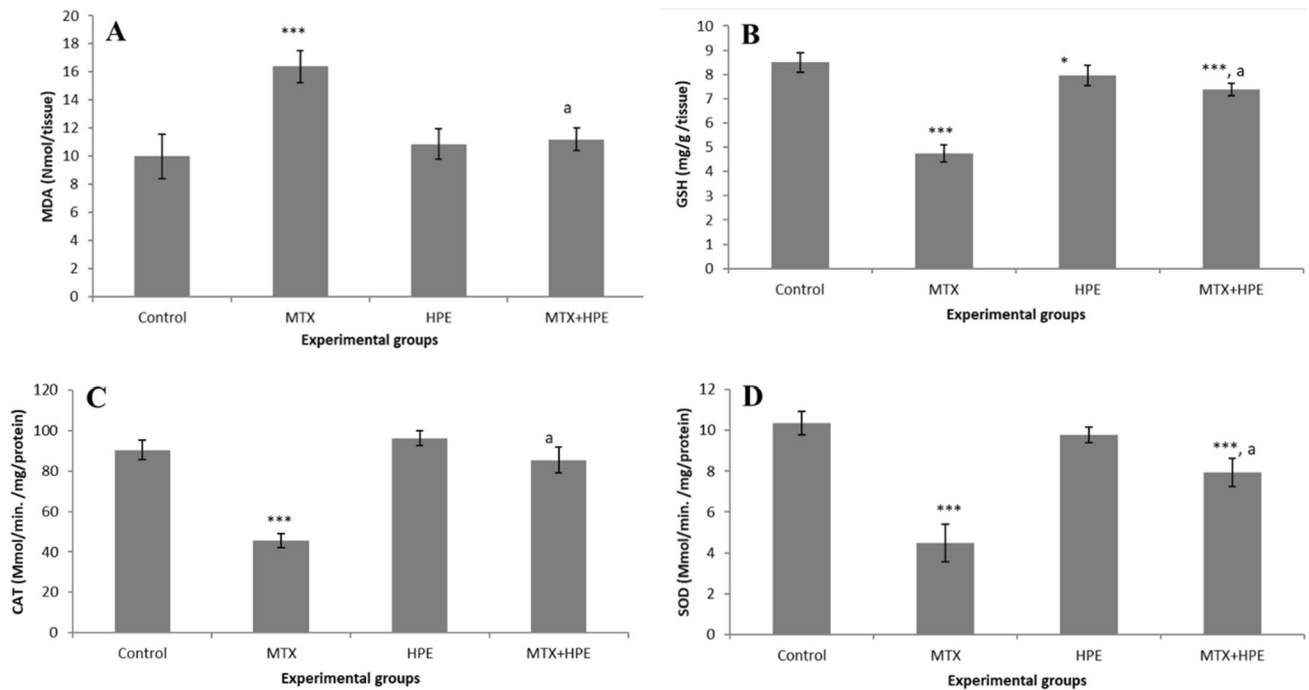 A
MDA (Nmol/tissue)
20
18
16
14
12
10
8
6
4
2
0
***
a
Control
MTX
HPE
MTX+HPE
Experimental groups
B
GSH (mg/g /tissue)
10
9
8
7
6
5
4
3
2
1
0
***
*
***, a
Control
MTX
HPE
MTX+HPE
Experimental groups
C
CAT (Mmol/min. /mg/protein)
120
100
80
60
40
20
0
***
a
Control
MTX
HPE
MTX+HPE
Experimental groups
D
SOD (Mmol/min. /mg/protein)
12
10
8
6
4
2
0
***
***, a
Control
MTX
HPE
MTX+HPE
Experimental groups